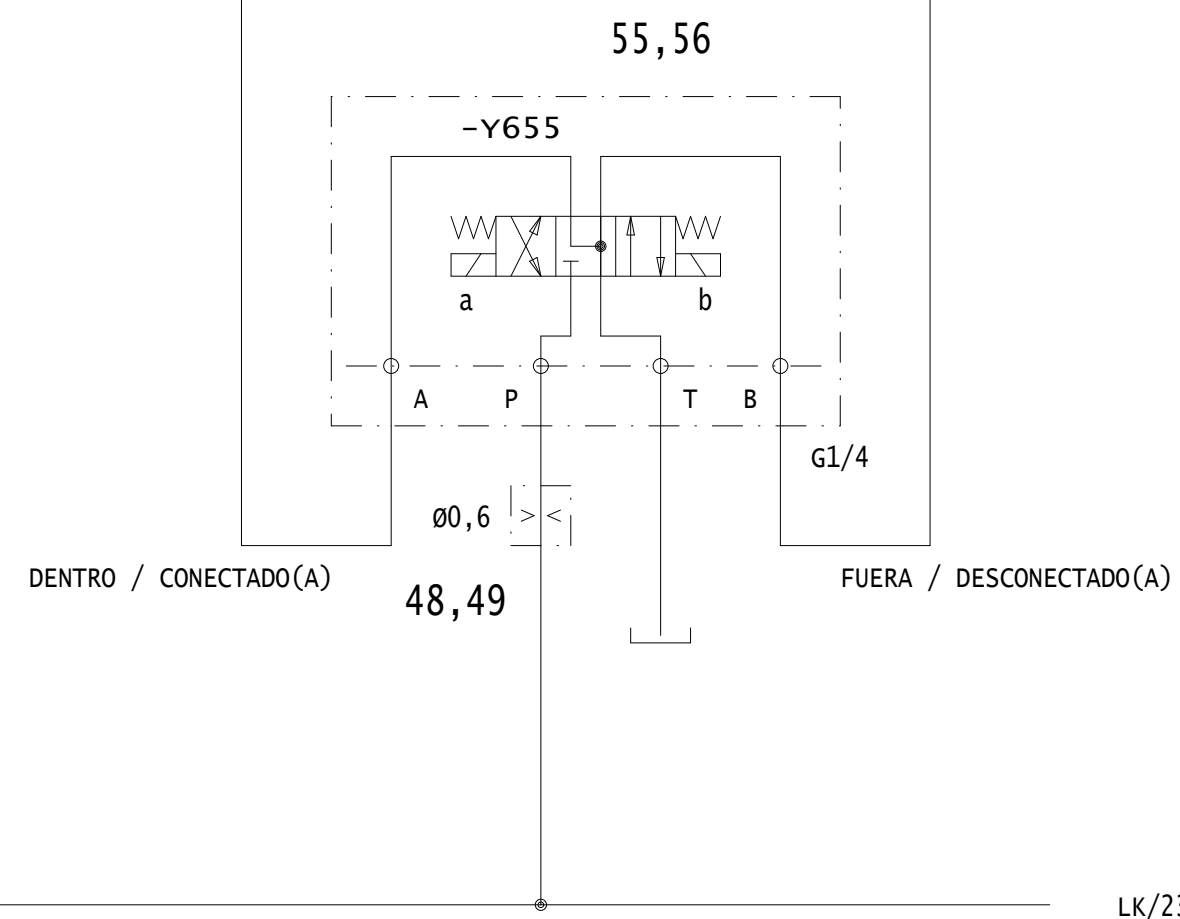 55,56
-Y655
a
b
A
P
T
B
G1/4
Ø0,6
DENTRO / CONECTADO(A)
FUERA / DESCONECTADO(A)
48,49